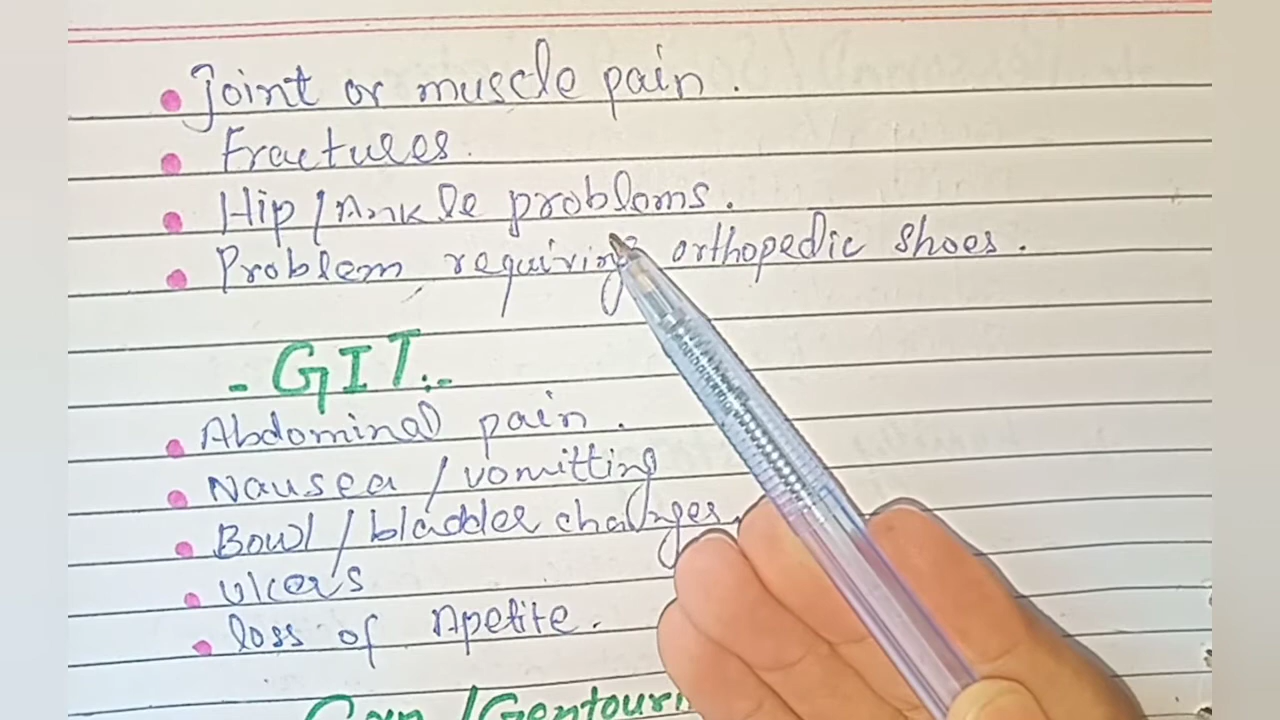 • Joint or muscle pain.
• Fractures.
• Hip/Ankle problems.
• Problem requiring orthopedic shoes.
- GIT:-
• Abdominal pain.
• Nausea/vomitting
• Bowl/bladder changes.
• Ulcers
• loss of Apetite.